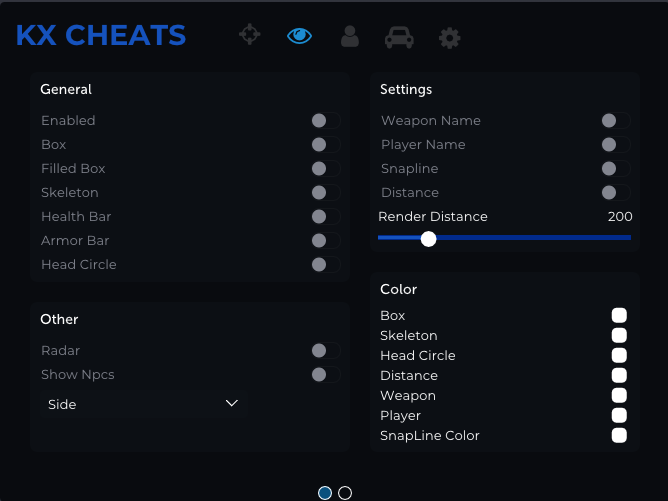 KX CHEATS
General
Enabled
Box
Filled Box
Skeleton
Health Bar
Armor Bar
Head Circle
Other
Radar
Show Npcs
Side
Settings
Weapon Name
Player Name
Snapline
Distance
Render Distance 200
Color
Box
Skeleton
Head Circle
Distance
Weapon
Player
SnapLine Color